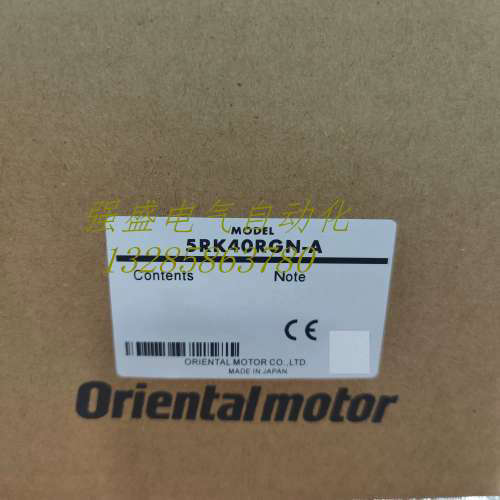 强盛电气自动化
MODEL
5RK40RGN-A
13285863780
Contents Note
CE
ORIENTAL MOTOR CO.,LTD.
MADE IN JAPAN
Orientalmotor